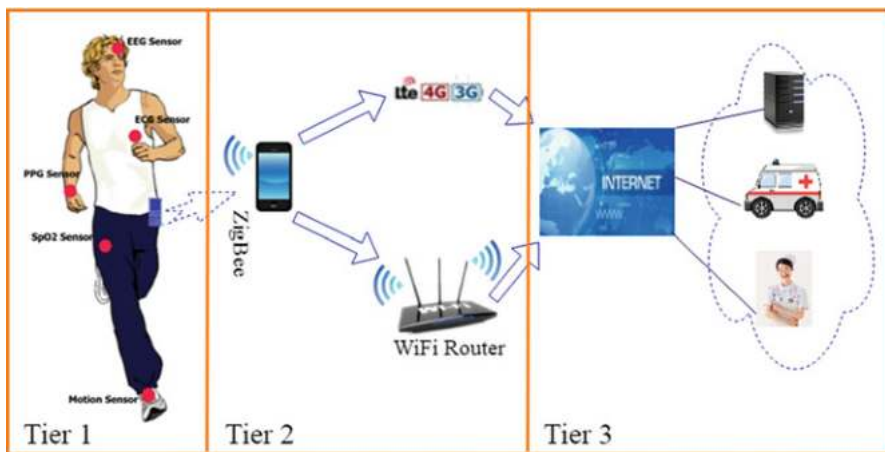 EEG Sensor
ECG Sensor
PPG Sensor
SpO2 Sensor
Motion Sensor
Tier 1
ZigBee
Lte 4G 3G
WiFi Router
Tier 2
INTERNET
WWW
Tier 3